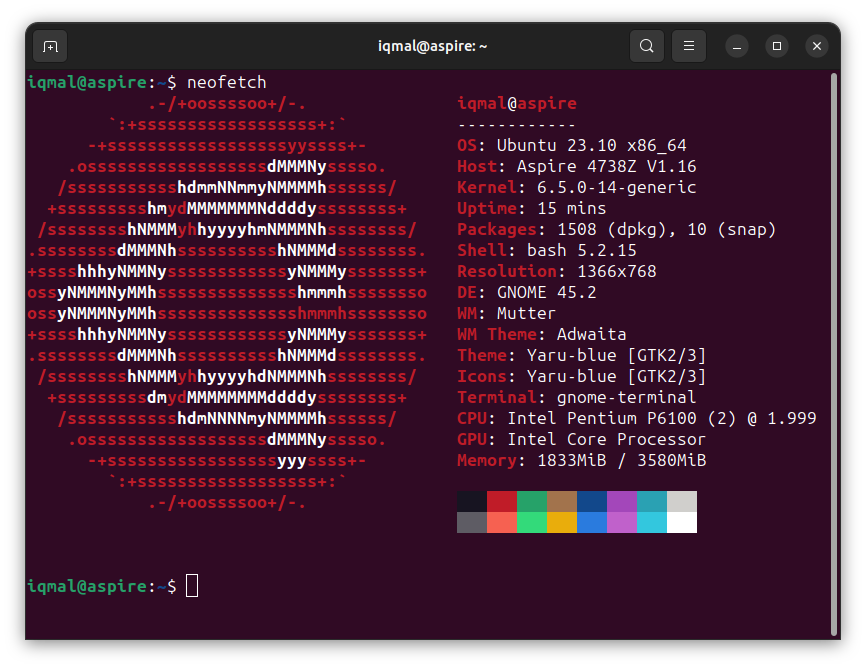 iqmal@aspire: ~
iqmal@aspire:~$ neofetch
.-/+oossssoo+/-. iqmal@aspire
`:+ssssssssssssssssss+:` ------------
-+ssssssssssssssssssyyssss+- OS: Ubuntu 23.10 x86_64
.ossssssssssssssssssdMMMNysssso. Host: Aspire 4738Z V1.16
/ssssssssssshdmmNNmmyNMMMMhssssss/ Kernel: 6.5.0-14-generic
+ssssssssshmydMMMMMMMNddddyssssssss+ Uptime: 15 mins
/sssssssshNMMMyhhyyyyhmNMMMNhssssssss/ Packages: 1508 (dpkg), 10 (snap)
.ssssssssdMMMNhsssssssssshNMMMdssssssss. Shell: bash 5.2.15
+sssshhhyNMMNyssssssssssssyNMMMysssssss+ Resolution: 1366x768
ossyNMMMNyMMhsssssssssssssshmmmhssssssso DE: GNOME 45.2
ossyNMMMNyMMhsssssssssssssshmmmhssssssso WM: Mutter
+sssshhhyNMMNyssssssssssssyNMMMysssssss+ WM Theme: Adwaita
.ssssssssdMMMNhsssssssssshNMMMdssssssss. Theme: Yaru-blue [GTK2/3]
/sssssssshNMMMyhhyyyyhdNMMMNhssssssss/ Icons: Yaru-blue [GTK2/3]
+sssssssssdmydMMMMMMMMddddyssssssss+ Terminal: gnome-terminal
/ssssssssssshdmNNNNmyNMMMMhssssss/ CPU: Intel Pentium P6100 (2) @ 1.999
.ossssssssssssssssssdMMMNysssso. GPU: Intel Core Processor
-+sssssssssssssssssyyyssss+- Memory: 1833MiB / 3580MiB
`:+ssssssssssssssssss+:`
.-/+oossssoo+/-.
iqmal@aspire:~$